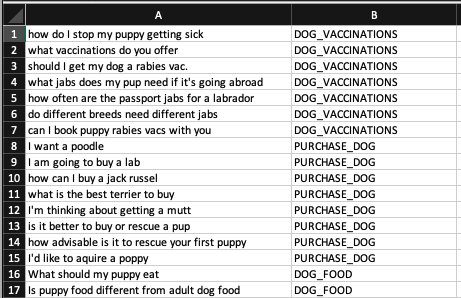 A B
1 how do I stop my puppy getting sick DOG_VACCINATIONS
2 what vaccinations do you offer DOG_VACCINATIONS
3 should I get my dog a rabies vac. DOG_VACCINATIONS
4 what jabs does my pup need if it's going abroad DOG_VACCINATIONS
5 how often are the passport jabs for a labrador DOG_VACCINATIONS
6 do different breeds need different jabs DOG_VACCINATIONS
7 can I book puppy rabies vacs with you DOG_VACCINATIONS
8 I want a poodle PURCHASE_DOG
9 I am going to buy a lab PURCHASE_DOG
10 how can I buy a jack russel PURCHASE_DOG
11 what is the best terrier to buy PURCHASE_DOG
12 I'm thinking about getting a mutt PURCHASE_DOG
13 is it better to buy or rescue a pup PURCHASE_DOG
14 how advisable is it to rescue your first puppy PURCHASE_DOG
15 I'd like to aquire a poppy PURCHASE_DOG
16 What should my puppy eat DOG_FOOD
17 Is puppy food different from adult dog food DOG_FOOD